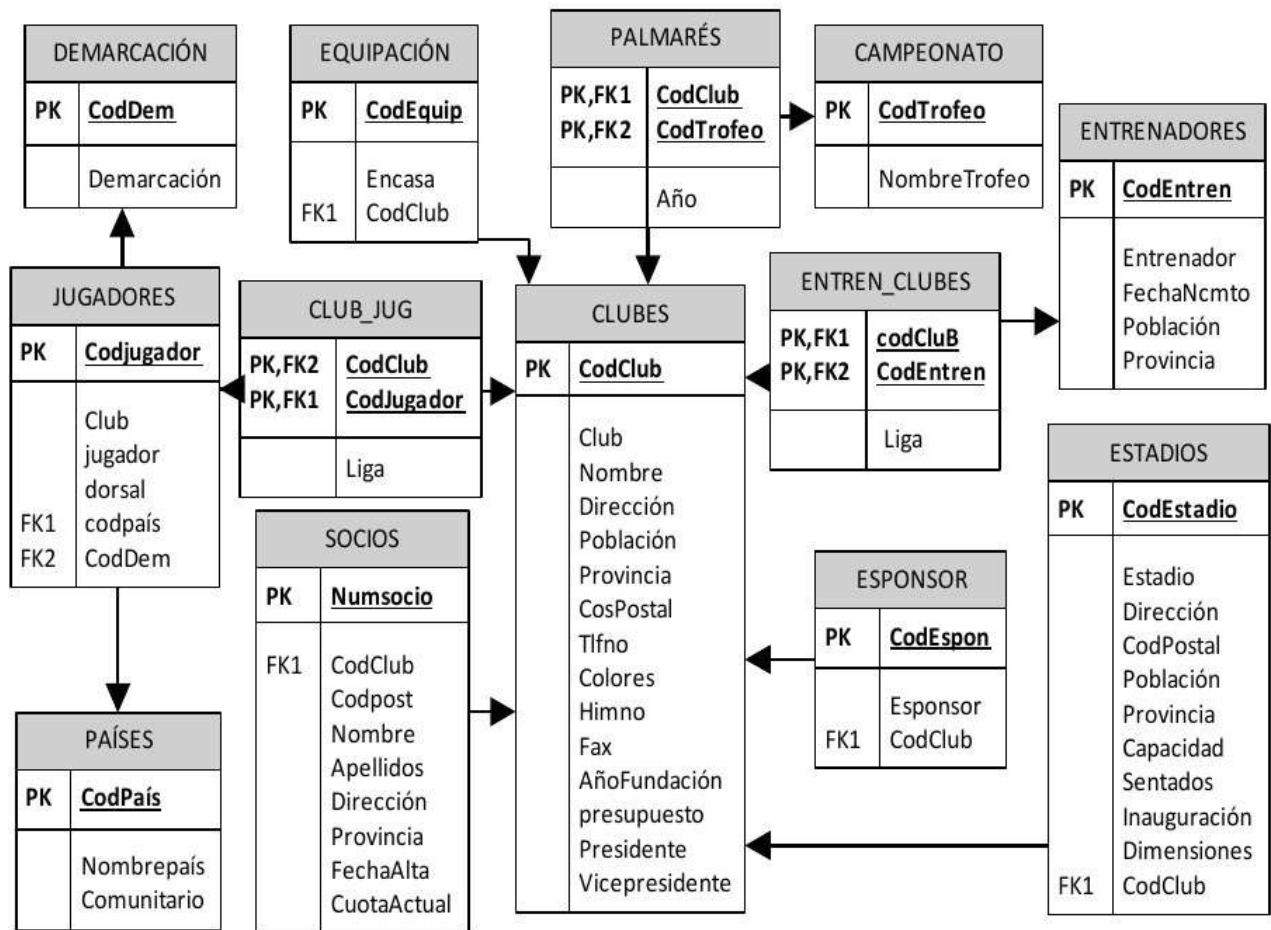 DEMARCACIÓN
PK CodDem
Demarcación
EQUIPACIÓN
PK CodEquip
Encasa
FK1 CodClub
PALMARÉS
PK,FK1 CodClub
PK,FK2 CodTrofeo
Año
CAMPEONATO
PK CodTrofeo
NombreTrofeo
ENTRENADORES
PK CodEntren
Entrenador
FechaNcmto
Población
Provincia
JUGADORES
PK Codjugador
Club
jugador
dorsal
FK1 codpaís
FK2 CodDem
CLUB_JUG
PK,FK2 CodClub
PK,FK1 CodJugador
Liga
CLUBES
PK CodClub
Club
Nombre
Dirección
Población
Provincia
CosPostal
Tlfno
Colores
Himno
Fax
AñoFundación
presupuesto
Presidente
Vicepresidente
ENTREN_CLUBES
PK,FK1 codCluB
PK,FK2 CodEntren
Liga
ESTADIOS
PK CodEstadio
Estadio
Dirección
CodPostal
Población
Provincia
Capacidad
Sentados
Inauguración
Dimensiones
FK1 CodClub
SOCIOS
PK Numsocio
FK1 CodClub
Codpost
Nombre
Apellidos
Dirección
Provincia
FechaAlta
CuotaActual
ESPONSOR
PK CodEspon
Esponsor
FK1 CodClub
PAÍSES
PK CodPaís
Nombrepaís
Comunitario